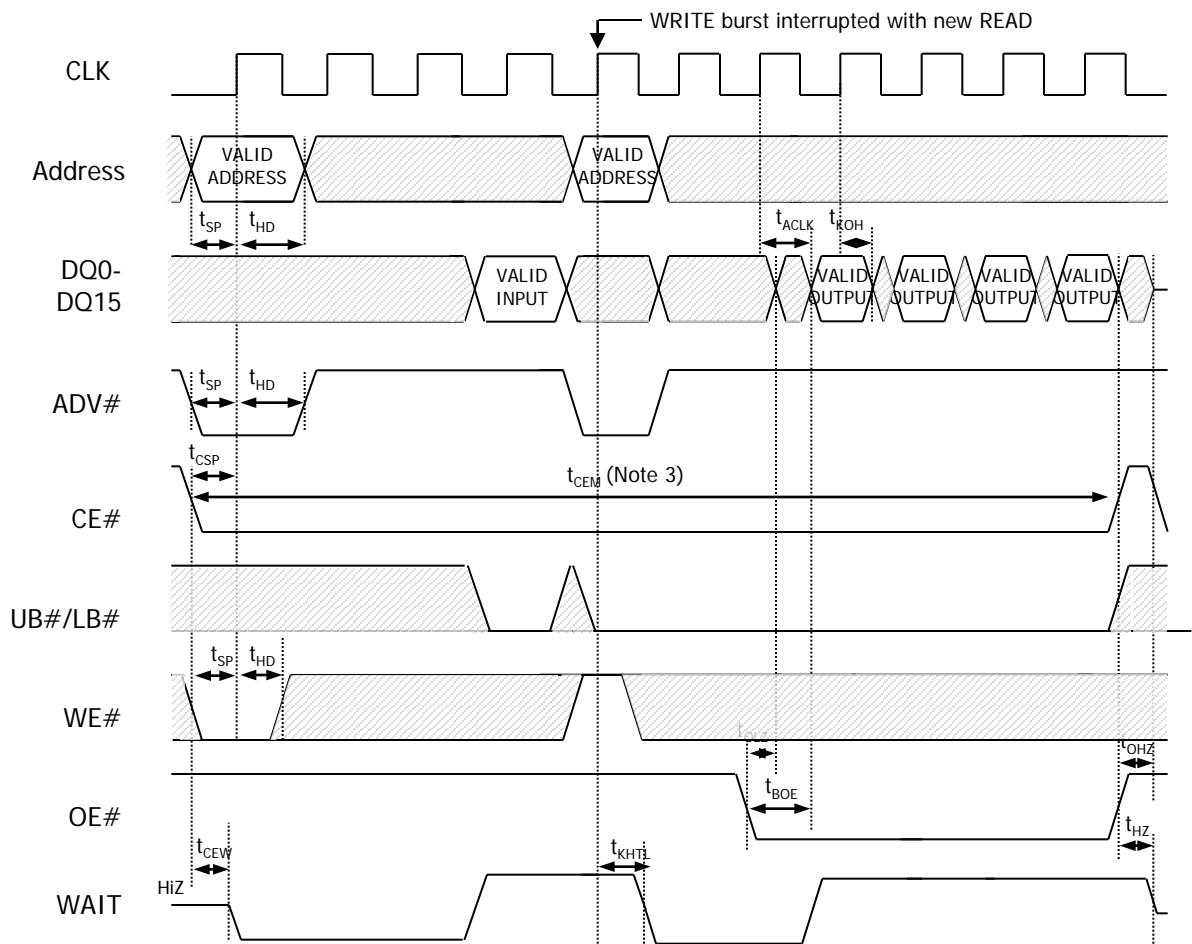 WRITE burst interrupted with new READ
CLK
Address
VALID
ADDRESS
VALID
ADDRESS
tSP
tHD
tACLK
tKOH
DQ0-
DQ15
VALID
INPUT
VALID
OUTPUT
VALID
OUTPUT
VALID
OUTPUT
VALID
OUTPUT
ADV#
tSP
tHD
tCSP
tCEM (Note 3)
CE#
UB#/LB#
tSP
tHD
WE#
tOLZ
tOHZ
OE#
tBOE
tCEW
tKHTL
tHZ
HiZ
WAIT